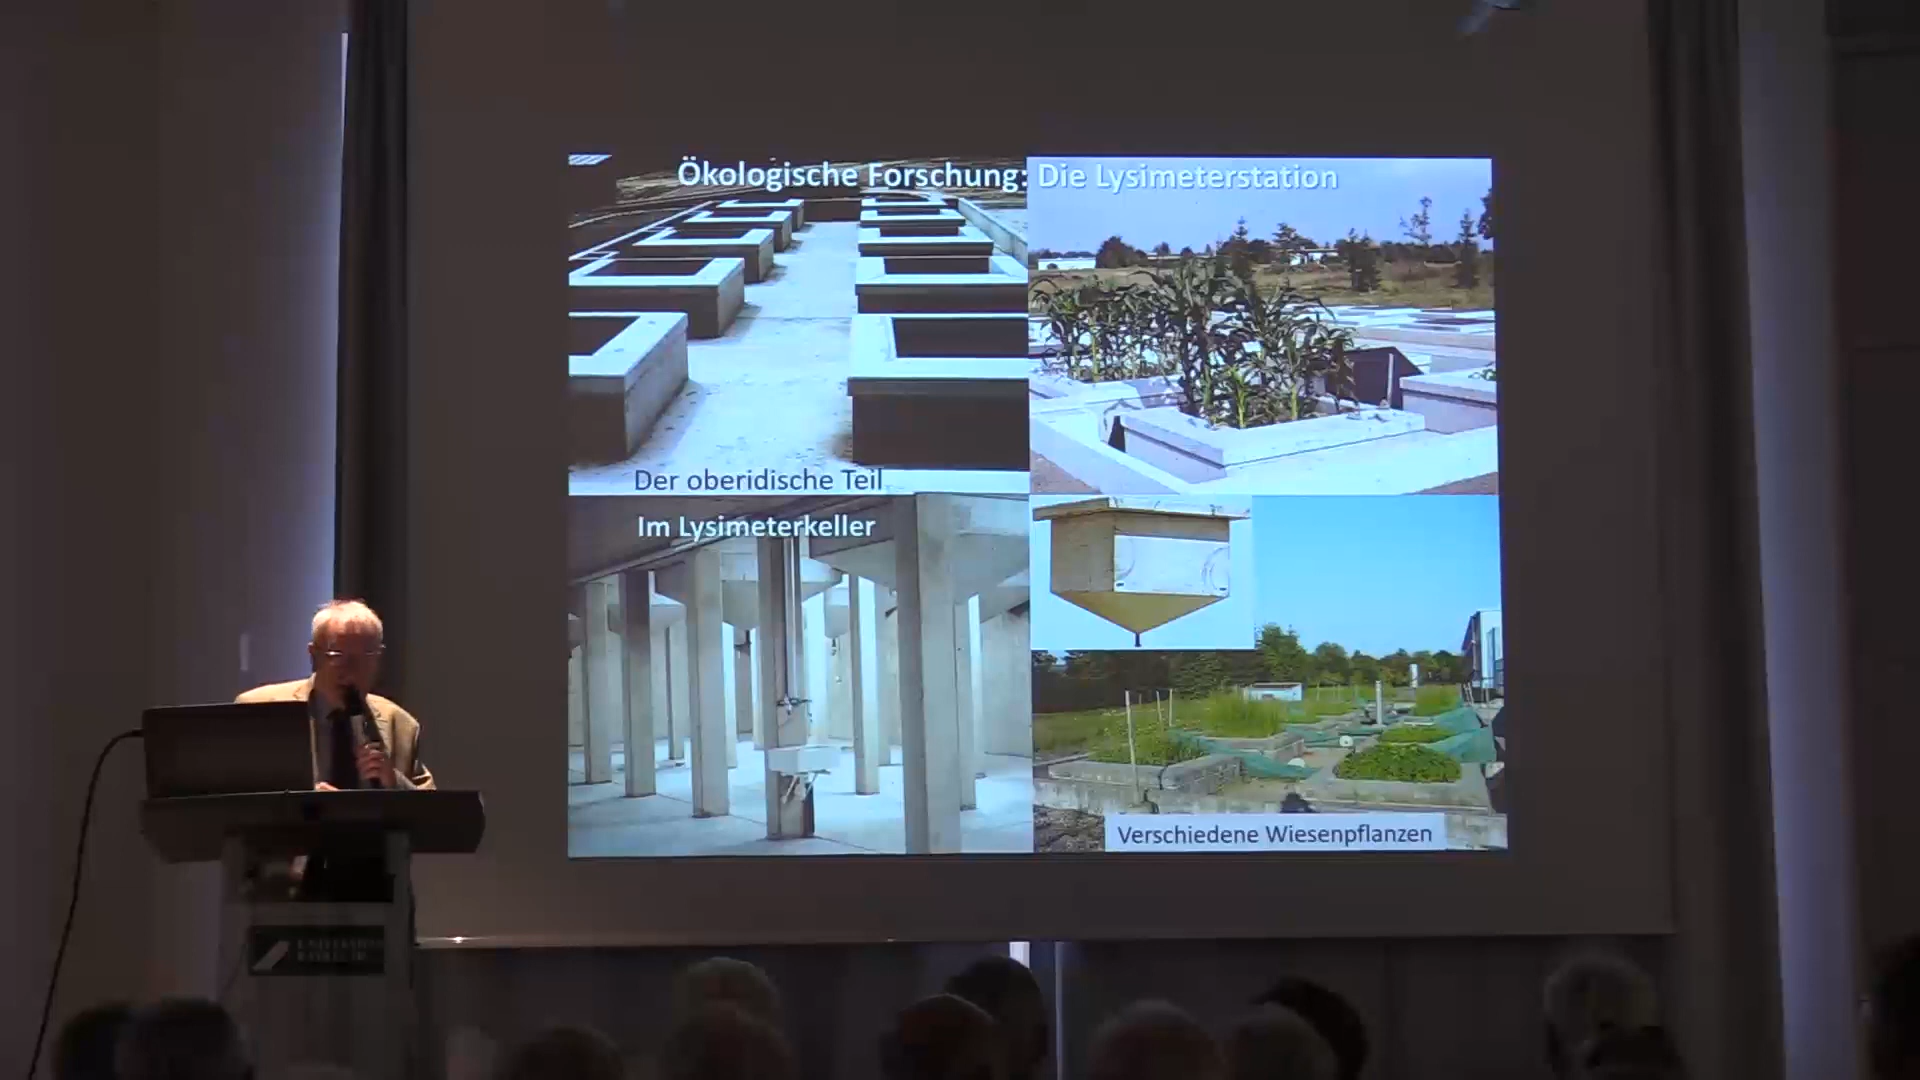 Ökologische Forschung: Die Lysimeterstation
Der oberidische Teil
Im Lysimeterkeller
Verschiedene Wiesenpflanzen